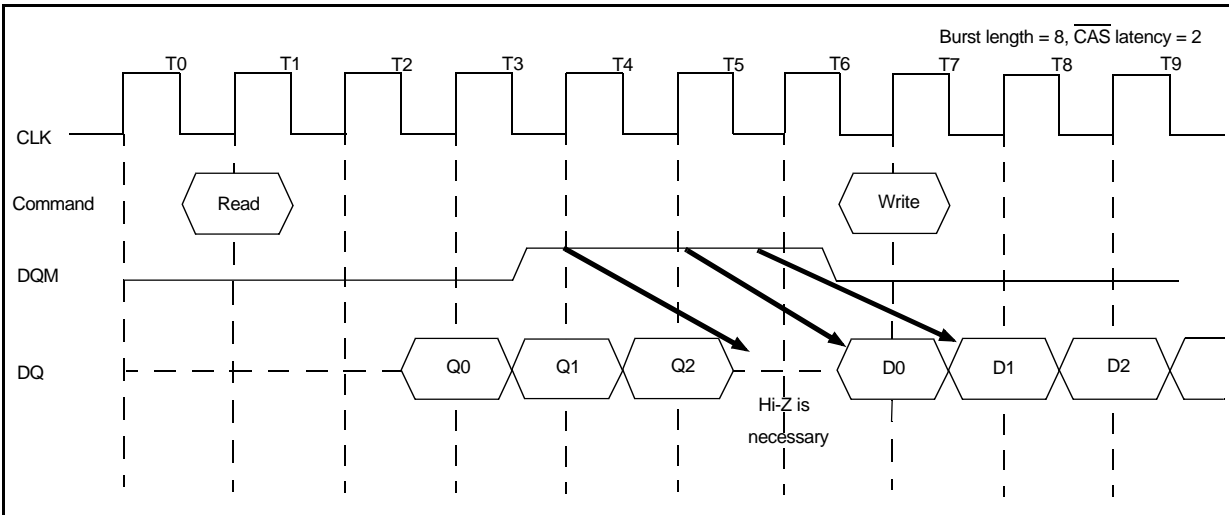 Burst length = 8, CAS latency = 2
T0 T1 T2 T3 T4 T5 T6 T7 T8 T9
CLK
Command Read Write
DQM
DQ Q0 Q1 Q2 D0 D1 D2
Hi-Z is
necessary